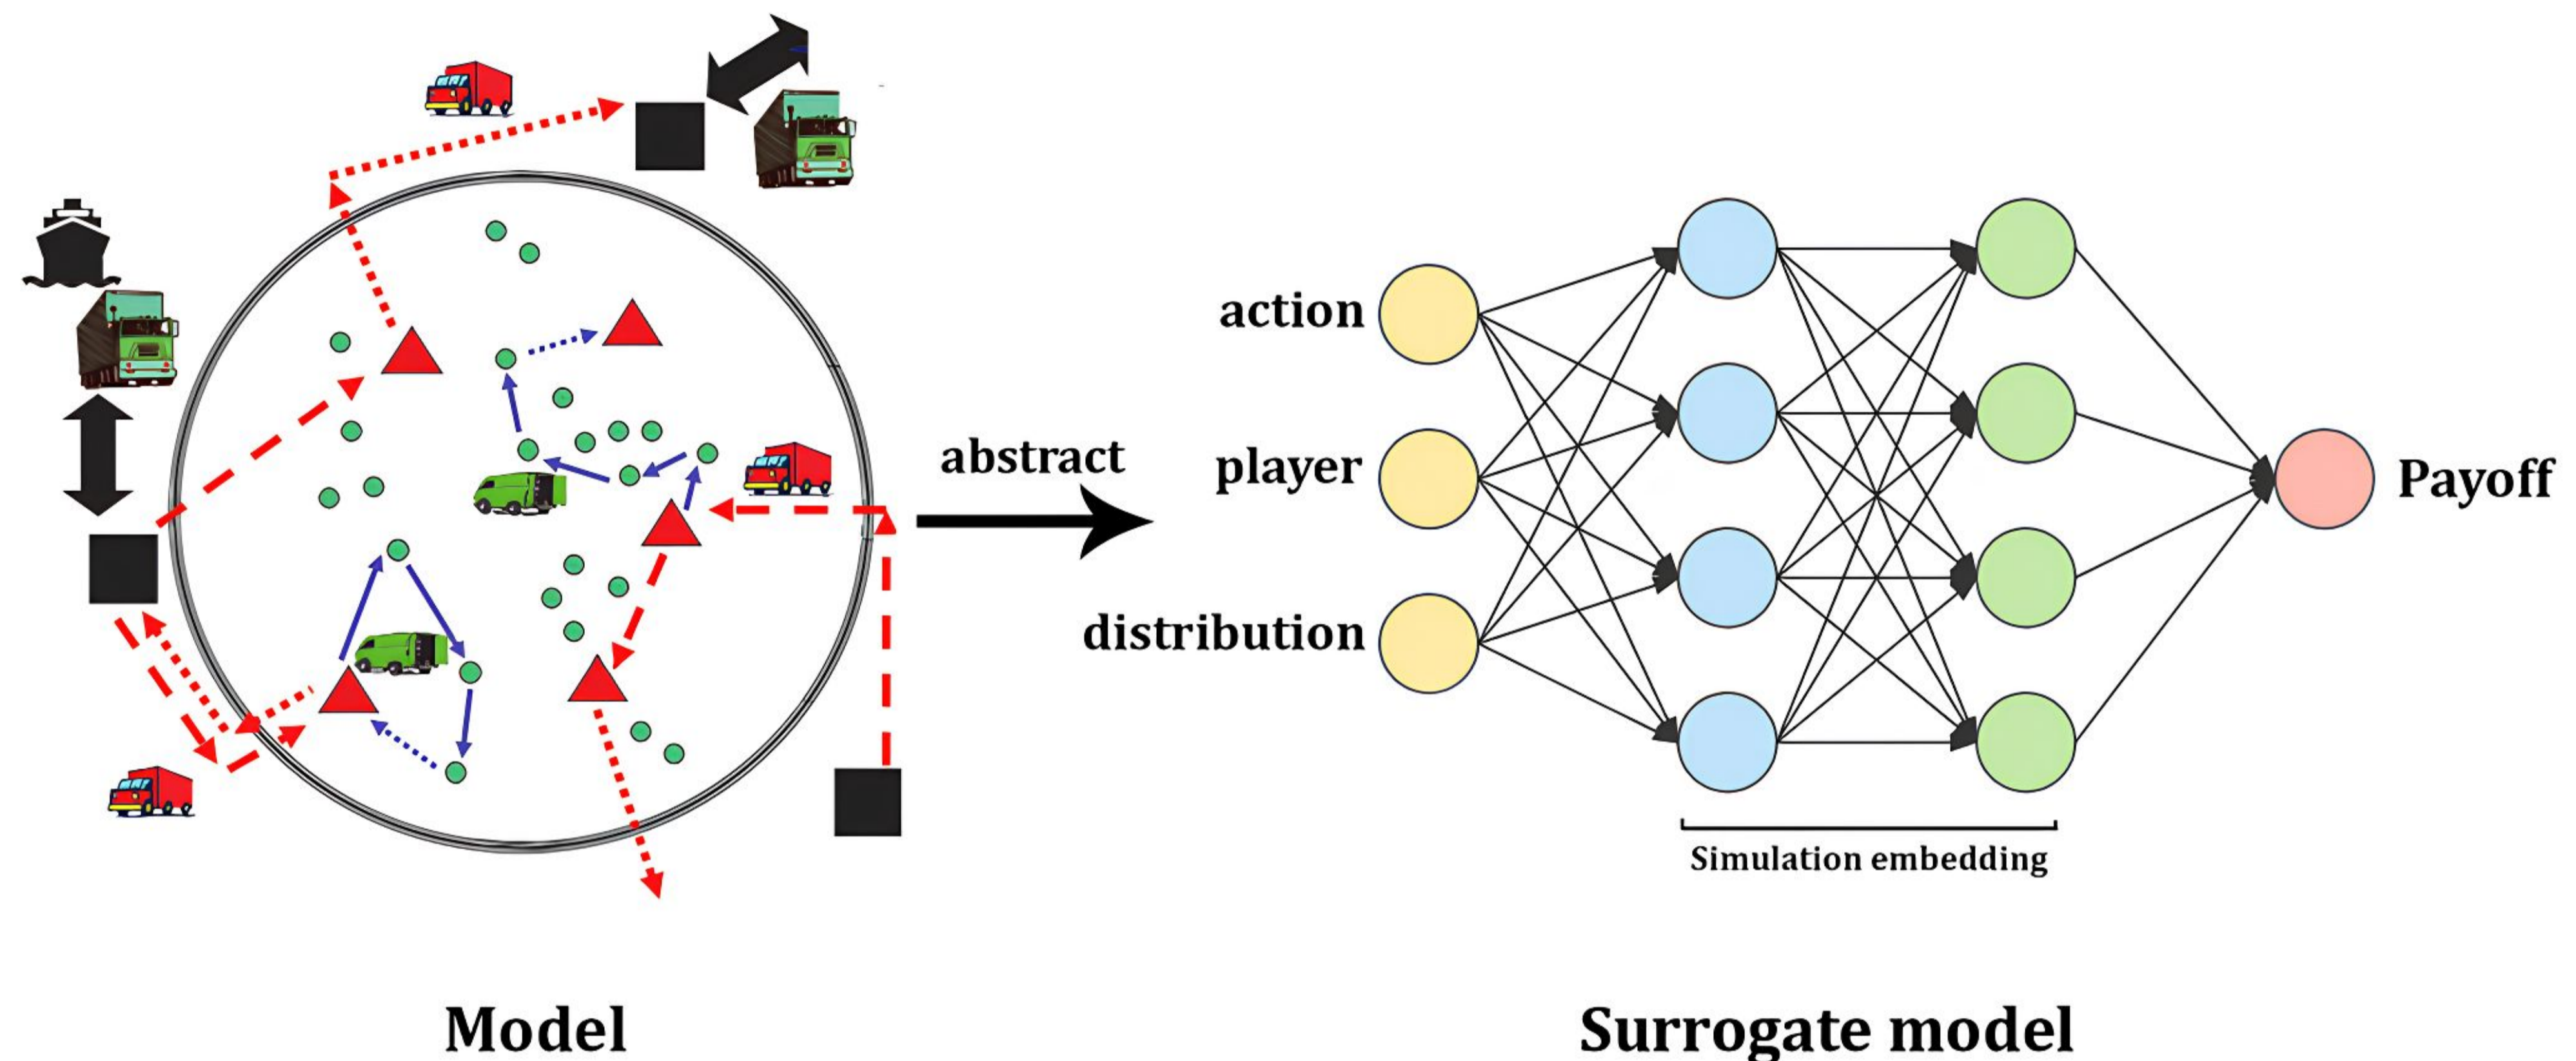 abstract
action
player
distribution
Payoff
Simulation embedding
Model
Surrogate model